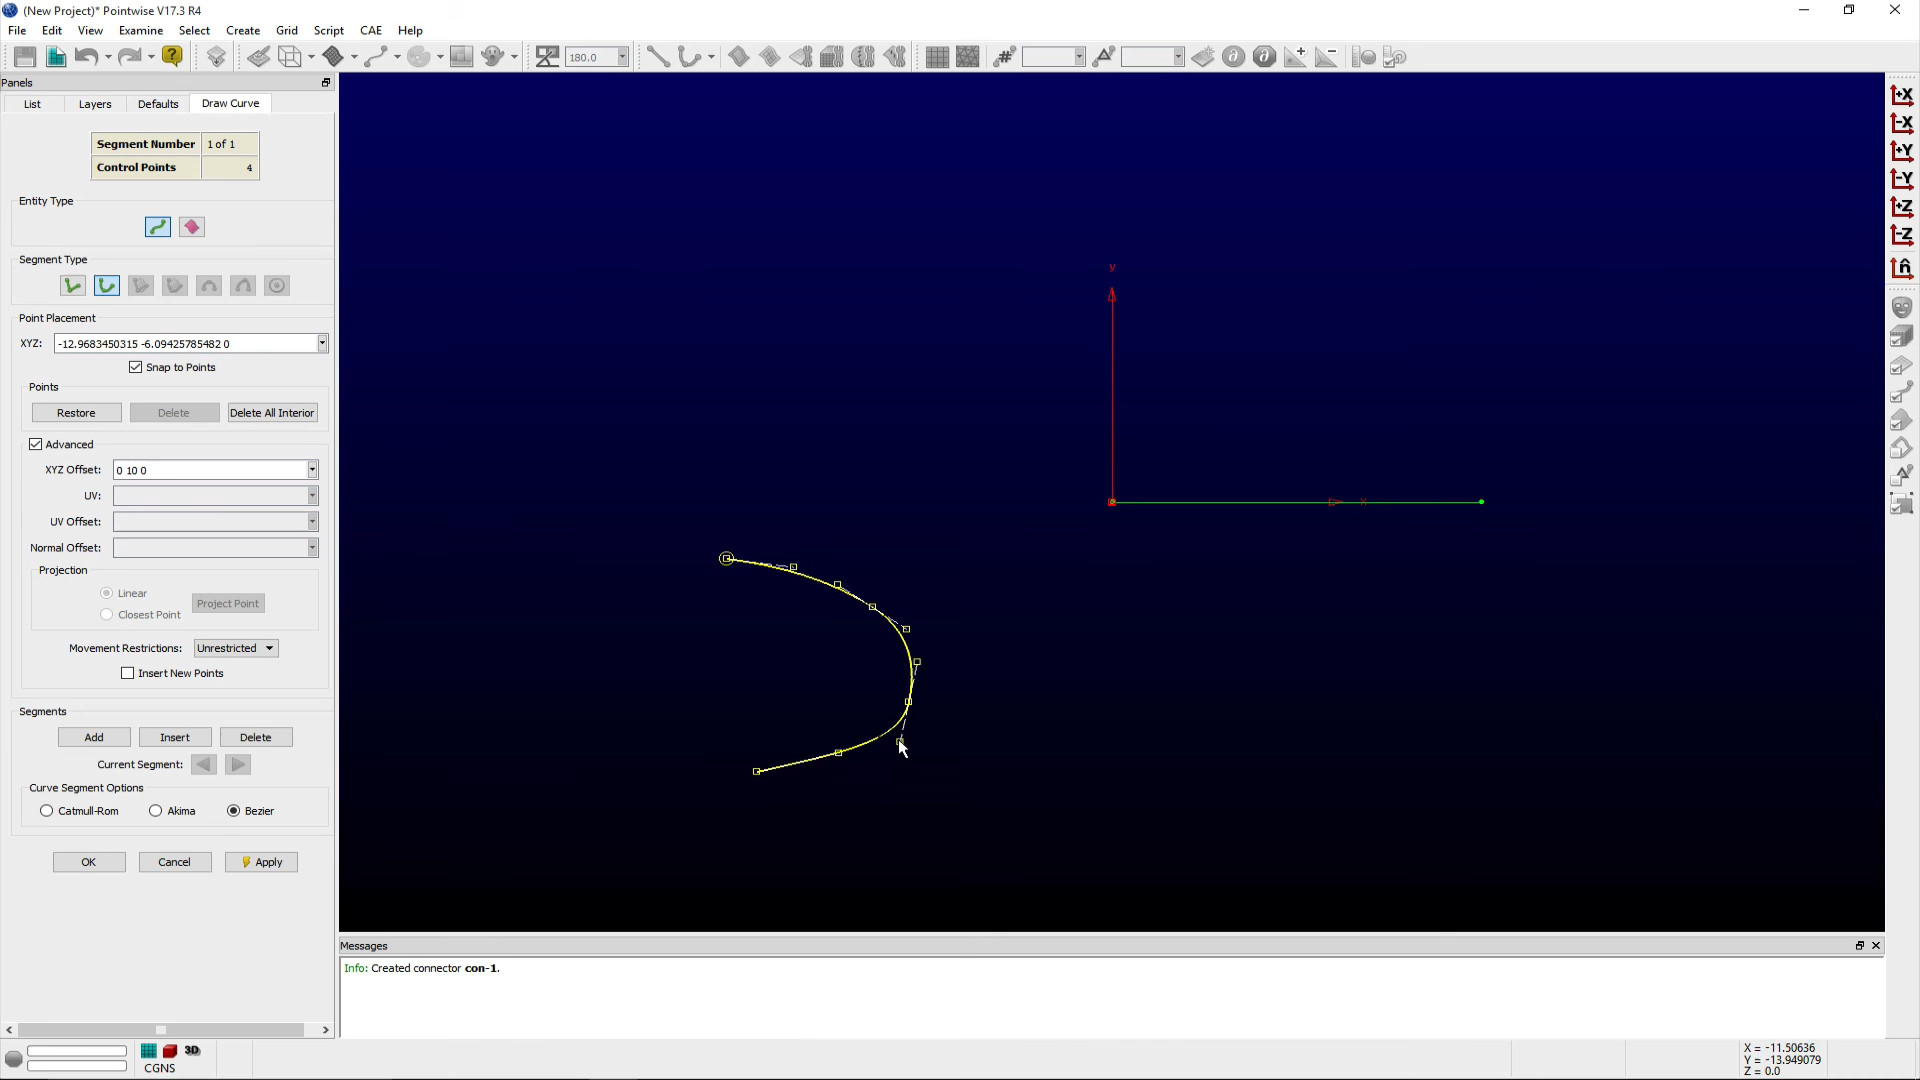 (New Project)* Pointwise V17.3 R4
File Edit View Examine Select Create Grid Script CAE Help
180.0
Panels
List Layers Defaults Draw Curve
Segment Number 1 of 1
Control Points 4
Entity Type
Segment Type
Point Placement
XYZ: -12.9683450315 -6.09425785482 0
Snap to Points
Points
Restore Delete Delete All Interior
Advanced
XYZ Offset: 0 10 0
UV:
UV Offset:
Normal Offset:
Projection
Linear
Closest Point
Project Point
Movement Restrictions: Unrestricted
Insert New Points
Segments
Add Insert Delete
Current Segment:
Curve Segment Options
Catmull-Rom Akima Bezier
OK Cancel Apply
y
x
+X
-X
+Y
-Y
+Z
-Z
n̂
Messages
Info: Created connector con-1.
3D
CGNS
X = -11.50636
Y = -13.949079
Z = 0.0